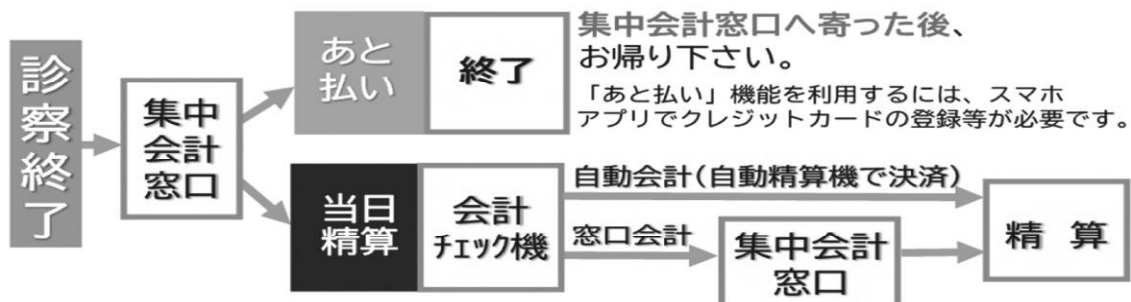 診察終了
集中
会計
窓口
あと
払い
終了
集中会計窓口へ寄った後、
お帰り下さい。
「あと払い」機能を利用するには、スマホ
アプリでクレジットカードの登録等が必要です。
当日
精算
会計
チェック機
自動会計(自動精算機で決済)
窓口会計
集中会計
窓口
精 算